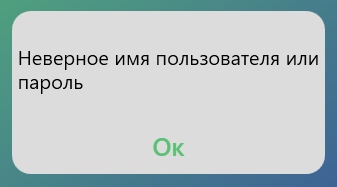 Неверное имя пользователя или
пароль
Ок